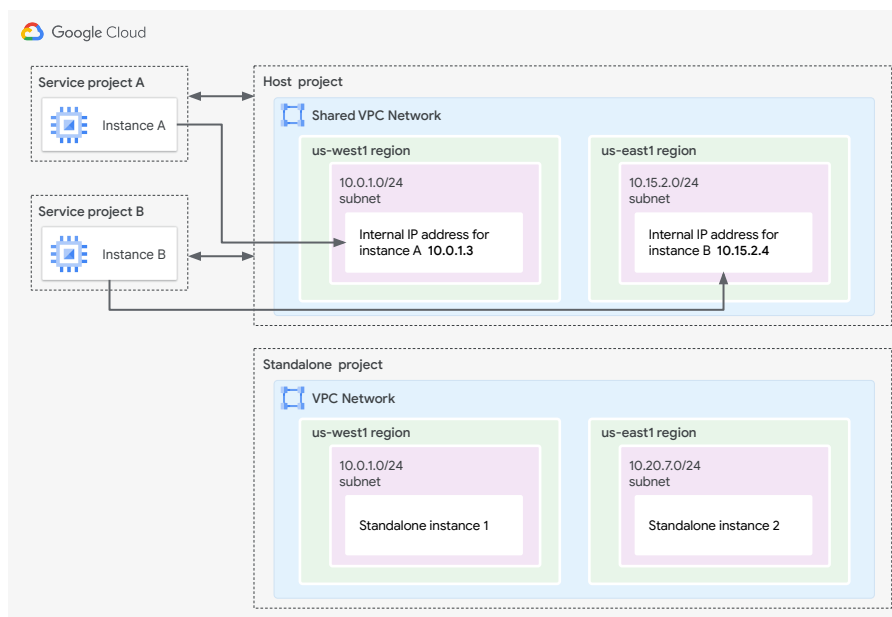 Google Cloud
Service project A
Instance A
Service project B
Instance B
Host project
Shared VPC Network
us-west1 region
10.0.1.0/24
subnet
Internal IP address for
instance A 10.0.1.3
us-east1 region
10.15.2.0/24
subnet
Internal IP address for
instance B 10.15.2.4
Standalone project
VPC Network
us-west1 region
10.0.1.0/24
subnet
Standalone instance 1
us-east1 region
10.20.7.0/24
subnet
Standalone instance 2